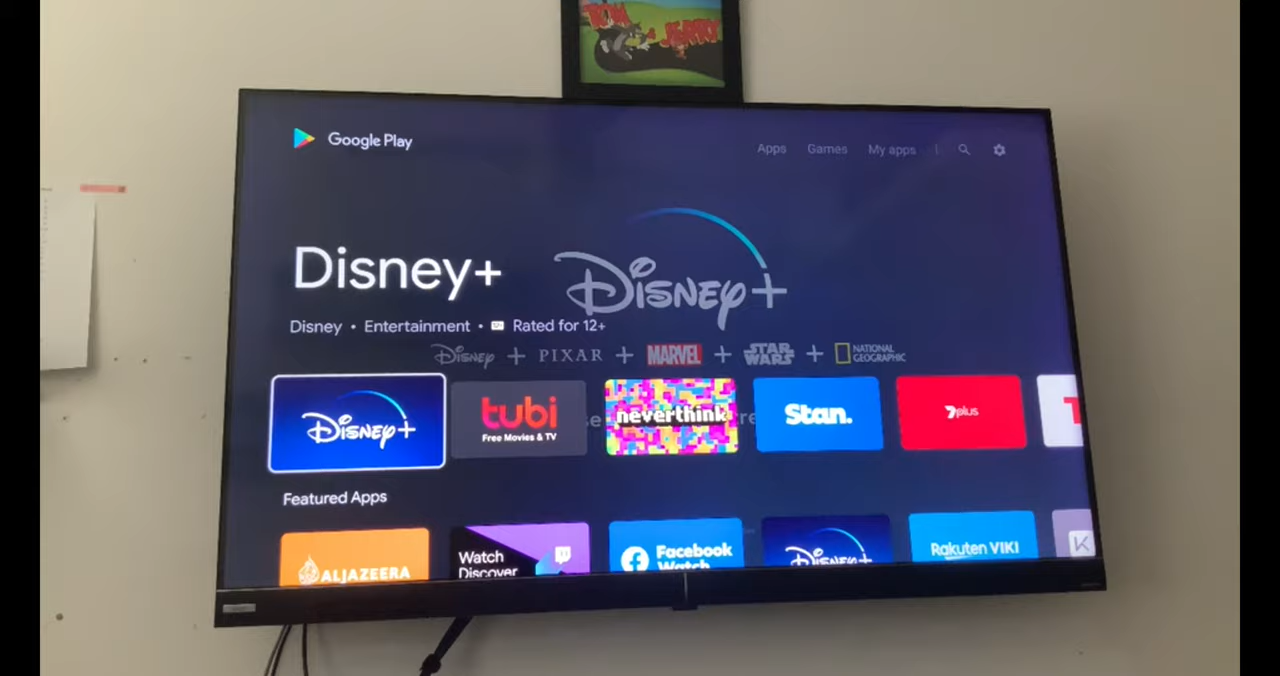 TOM
JERRY
Google Play
Apps Games My apps
Disney+
Disney+
Disney • Entertainment • Rated for 12+
Disney + PIXAR + MARVEL + STAR WARS + NATIONAL GEOGRAPHIC
Disney+
tubi
Free Movies & TV
neverthink
Stan.
7plus
Featured Apps
ALJAZEERA
Watch
Discover
Facebook
Watch
Disney+
Rakuten VIKI
K